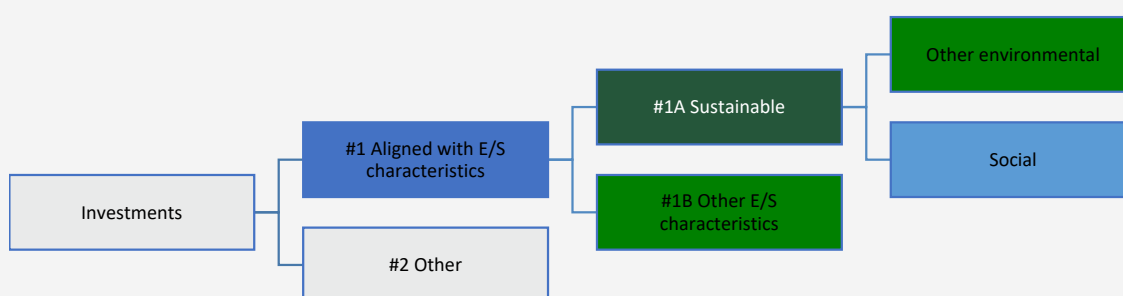 Investments
#1 Aligned with E/S
characteristics
#2 Other
#1A Sustainable
#1B Other E/S
characteristics
Other environmental
Social